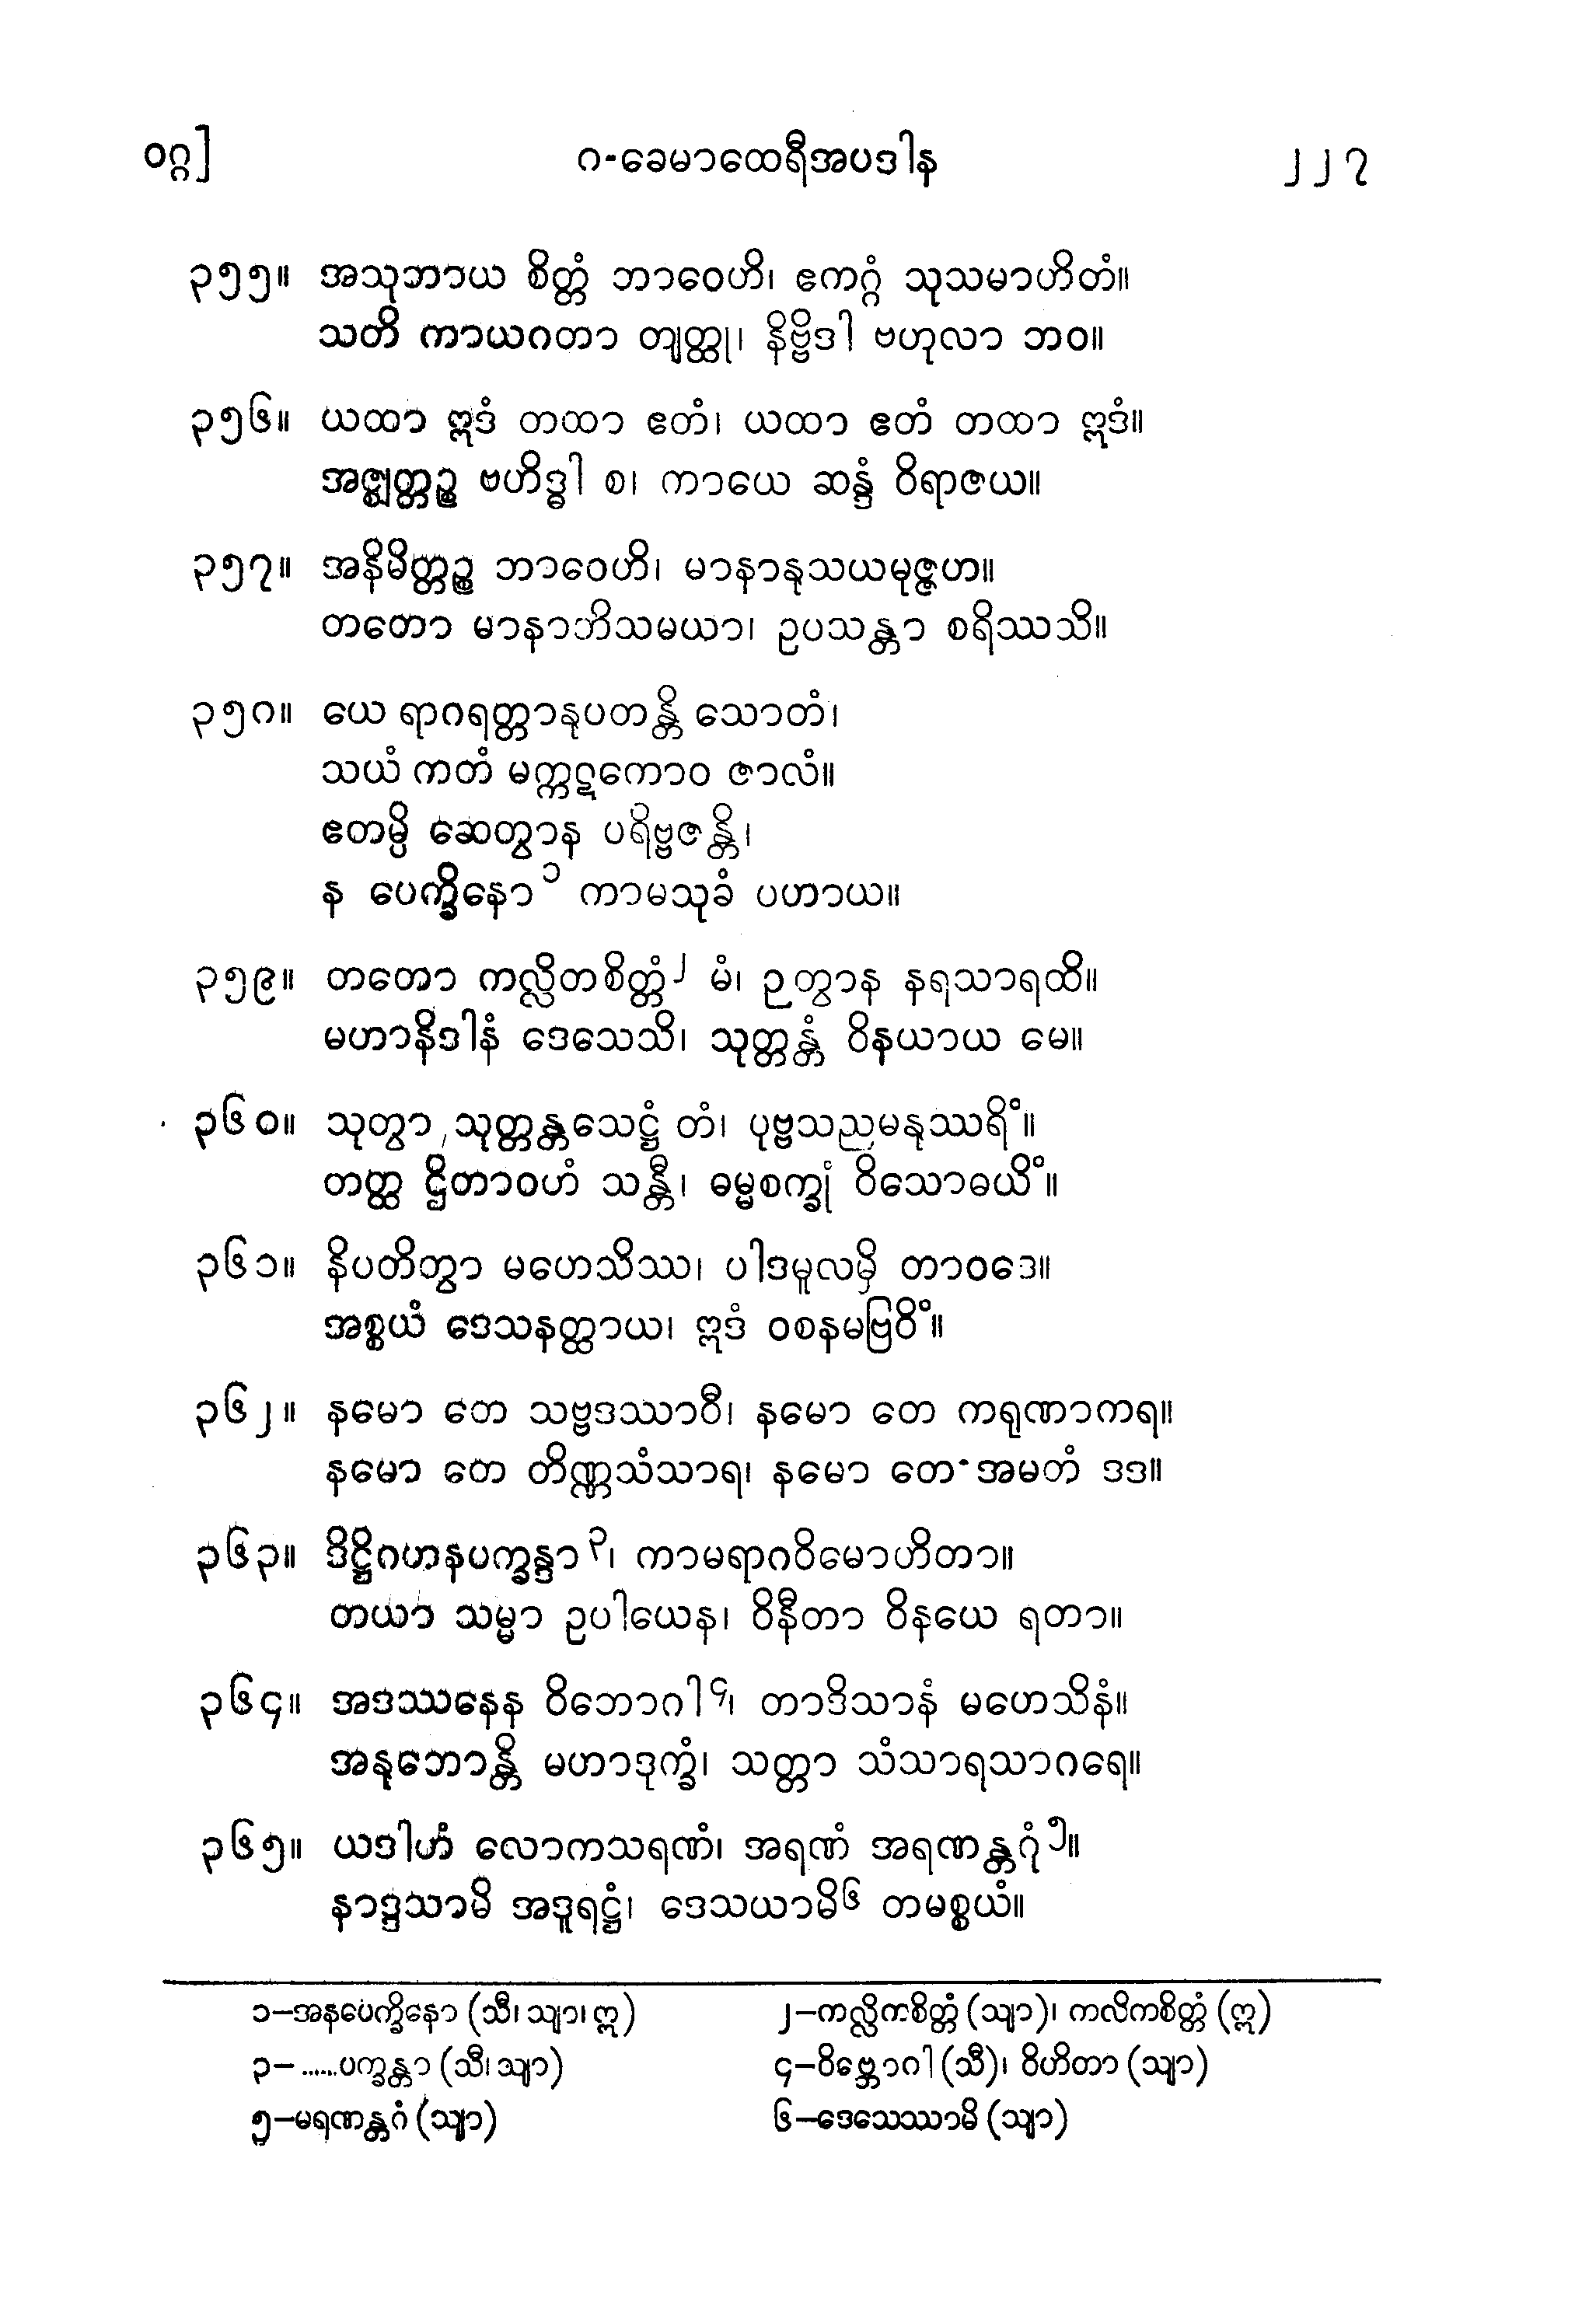 ဝဂ္ဂ] ဂ-ခေမာထေရီအပဒါန ၂၂၇
၃၅၅။ အသုဘာယ စိတ္တံ ဘာဝေဟိ၊ ဧကဂ္ဂံ သုသမာဟိတံ။
သတိ ကာယဂတာ တျတ္ထု၊ နိဗ္ဗိဒါ ဗဟုလာ ဘဝ။
၃၅၆။ ယထာ ဣဒံ တထာ ဧတံ၊ ယထာ ဧတံ တထာ ဣဒံ။
အဇ္ဈတ္တဉ္စ ဗဟိဒ္ဓါ စ၊ ကာယေ ဆန္ဒံ ဝိရာဇယ။
၃၅၇။ အနိမိတ္တဉ္စ ဘာဝေဟိ၊ မာနာနုသယမုဇ္ဇဟ။
တတော မာနာဘိသမယာ၊ ဥပသန္တာ စရိဿသိ။
၃၅၈။ ယေ ရာဂရတ္တာနုပတန္တိ သောတံ၊
သယံ ကတံ မက္ကဋကောဝ ဇာလံ။
ဧတမ္ပိ ဆေတွာန ပရိဗ္ဗဇန္တိ၊
န ပေက္ခိနော၁ ကာမသုခံ ပဟာယ။
၃၅၉။ တတော ကလ္လိတစိတ္တံ၂ မံ၊ ဉတွာန နရသာရထိ။
မဟာနိဒါနံ ဒေသေသိ၊ သုတ္တန္တံ ဝိနယာယ မေ။
၃၆၀။ သုတွာ သုတ္တန္တသေဋ္ဌံ တံ၊ ပုဗ္ဗသညမနုဿရိံ။
တတ္ထ ဌိတာဝဟံ သန္တီ၊ ဓမ္မစက္ခုံ ဝိသောဓယိံ။
၃၆၁။ နိပတိတွာ မဟေသိဿ၊ ပါဒမူလမှိ တာဝဒေ။
အစ္စယံ ဒေသနတ္ထာယ၊ ဣဒံ ဝစနမဗြဝိံ။
၃၆၂။ နမော တေ သဗ္ဗဒဿာဝီ၊ နမော တေ ကရုဏာကရ။
နမော တေ တိဏ္ဏသံသာရ၊ နမော တေ အမတံ ဒဒ။
၃၆၃။ ဒိဋ္ဌိဂဟနပက္ခန္ဒာ၃၊ ကာမရာဂဝိမောဟိတာ။
တယာ သမ္မာ ဥပါယေန၊ ဝိနီတာ ဝိနယေ ရတာ။
၃၆၄။ အဒဿနေန ဝိဘောဂါ၄၊ တာဒိသာနံ မဟေသိနံ။
အနုဘောန္တိ မဟာဒုက္ခံ၊ သတ္တာ သံသာရသာဂရေ။
၃၆၅။ ယဒါဟံ လောကသရဏံ၊ အရဏံ အရဏန္တဂုံ၅။
နာဒ္ဒသာမိ အဒူရဋ္ဌံ၊ ဒေသယာမိ၆ တမစ္စယံ။
၁-အနပေက္ခိနော (သီ၊ သျာ၊ ဣ) ၂-ကလ္လိကစိတ္တံ (သျာ)၊ ကလိကစိတ္တံ (ဣ)
၃- ......ပက္ခန္တာ (သီ၊ သျာ) ၄-ဝိဗ္ဘောဂါ (သီ)၊ ဝိဟိတာ (သျာ)
၅-မရဏန္တဂံ (သျာ) ၆-ဒေသေဿာမိ (သျာ)